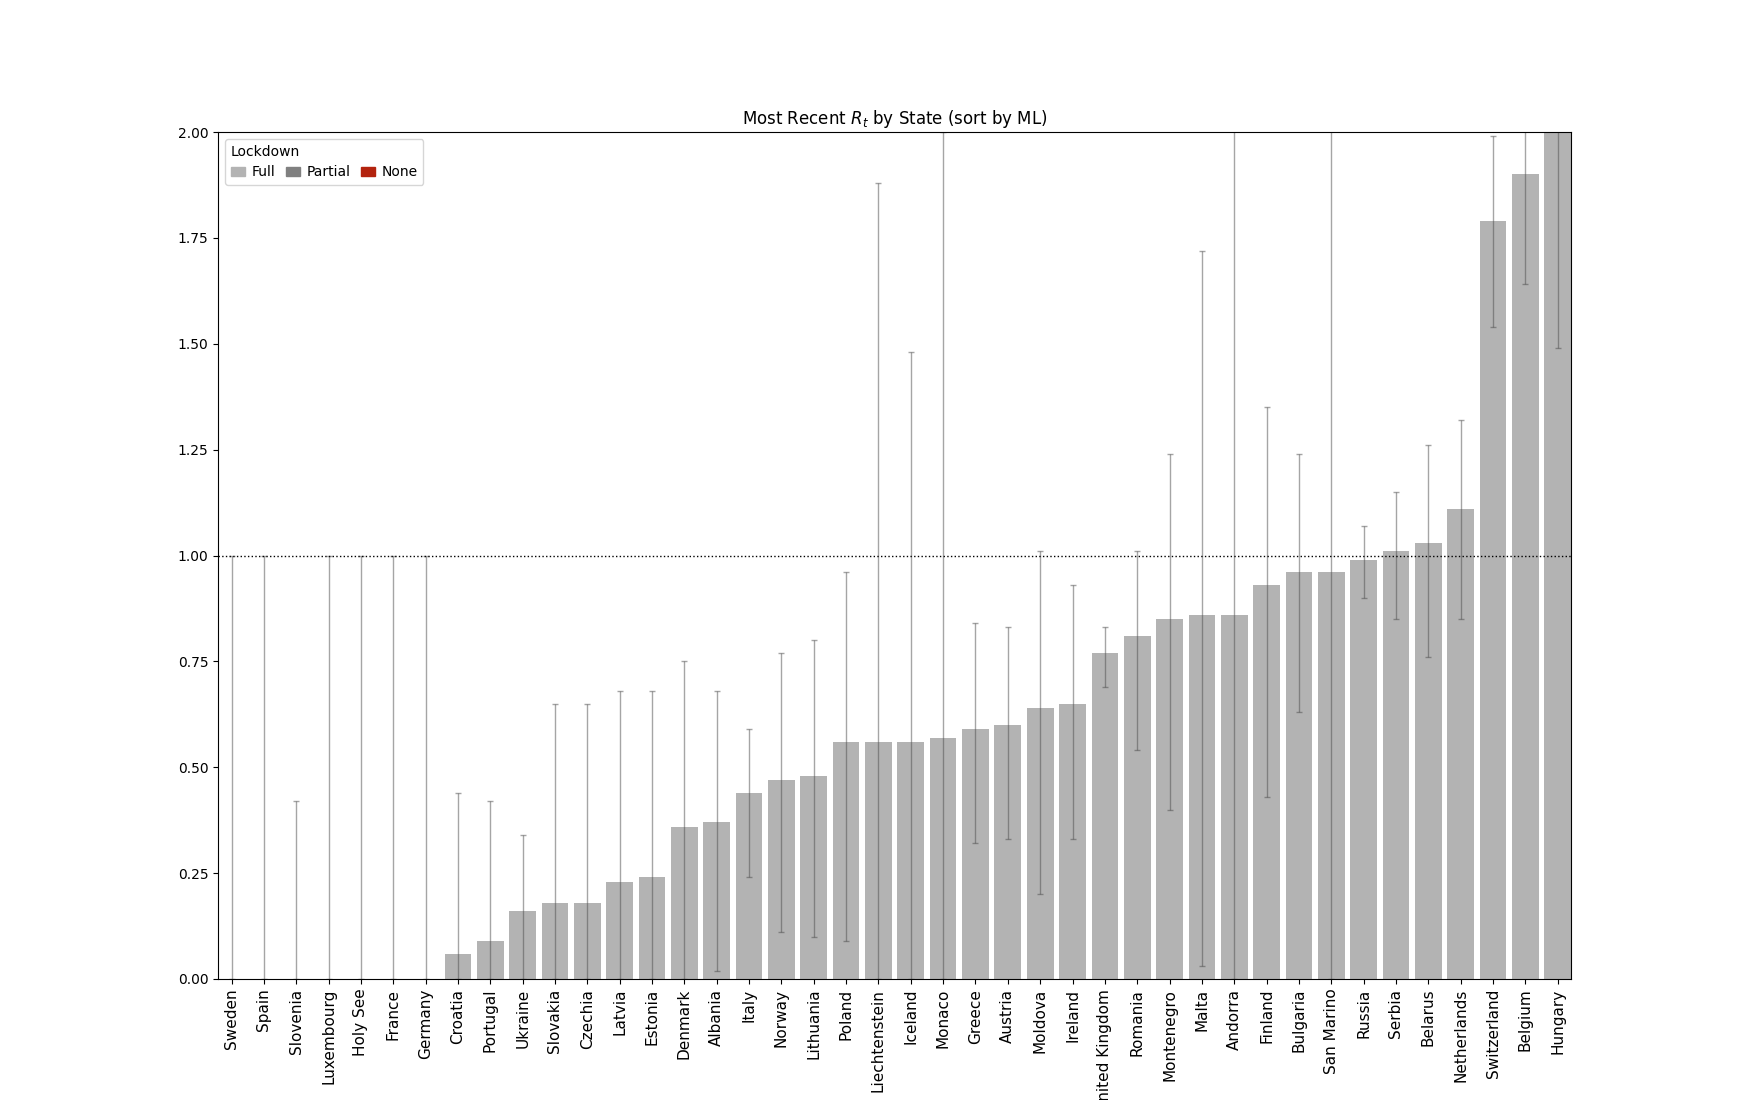 Most Recent Rt by State (sort by ML)
Lockdown
Full Partial None
2.00
1.75
1.50
1.25
1.00
0.75
0.50
0.25
0.00
Sweden
Spain
Slovenia
Luxembourg
Holy See
France
Germany
Croatia
Portugal
Ukraine
Slovakia
Czechia
Latvia
Estonia
Denmark
Albania
Italy
Norway
Lithuania
Poland
Liechtenstein
Iceland
Monaco
Greece
Austria
Moldova
Ireland
nited Kingdom
Romania
Montenegro
Malta
Andorra
Finland
Bulgaria
San Marino
Russia
Serbia
Belarus
Netherlands
Switzerland
Belgium
Hungary